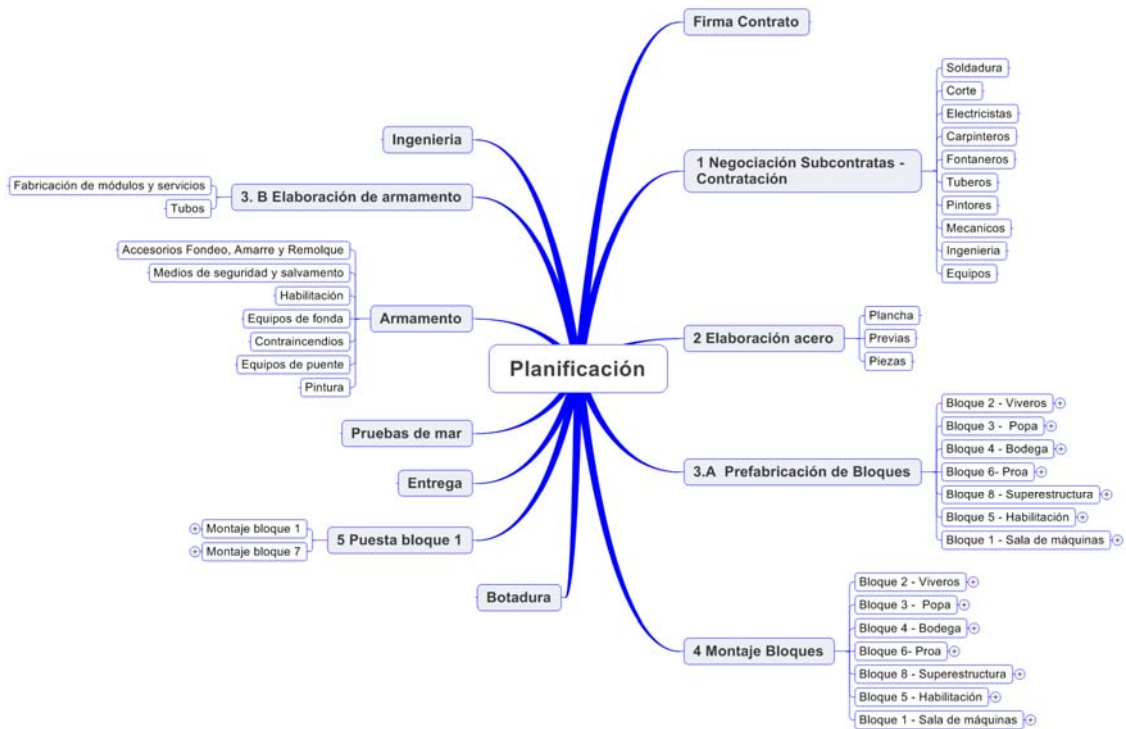 Planificación
Firma Contrato
1 Negociación Subcontratas -
Contratación
Soldadura
Corte
Electricistas
Carpinteros
Fontaneros
Tuberos
Pintores
Mecanicos
Ingenieria
Equipos
2 Elaboración acero
Plancha
Previas
Piezas
3.A  Prefabricación de Bloques
Bloque 2 - Viveros
Bloque 3 -  Popa
Bloque 4 - Bodega
Bloque 6- Proa
Bloque 8 - Superestructura
Bloque 5 - Habilitación
Bloque 1 - Sala de máquinas
4 Montaje Bloques
Bloque 2 - Viveros
Bloque 3 -  Popa
Bloque 4 - Bodega
Bloque 6- Proa
Bloque 8 - Superestructura
Bloque 5 - Habilitación
Bloque 1 - Sala de máquinas
Ingenieria
3. B Elaboración de armamento
Fabricación de módulos y servicios
Tubos
Armamento
Accesorios Fondeo, Amarre y Remolque
Medios de seguridad y salvamento
Habilitación
Equipos de fonda
Contraincendios
Equipos de puente
Pintura
Pruebas de mar
Entrega
5 Puesta bloque 1
Montaje bloque 1
Montaje bloque 7
Botadura